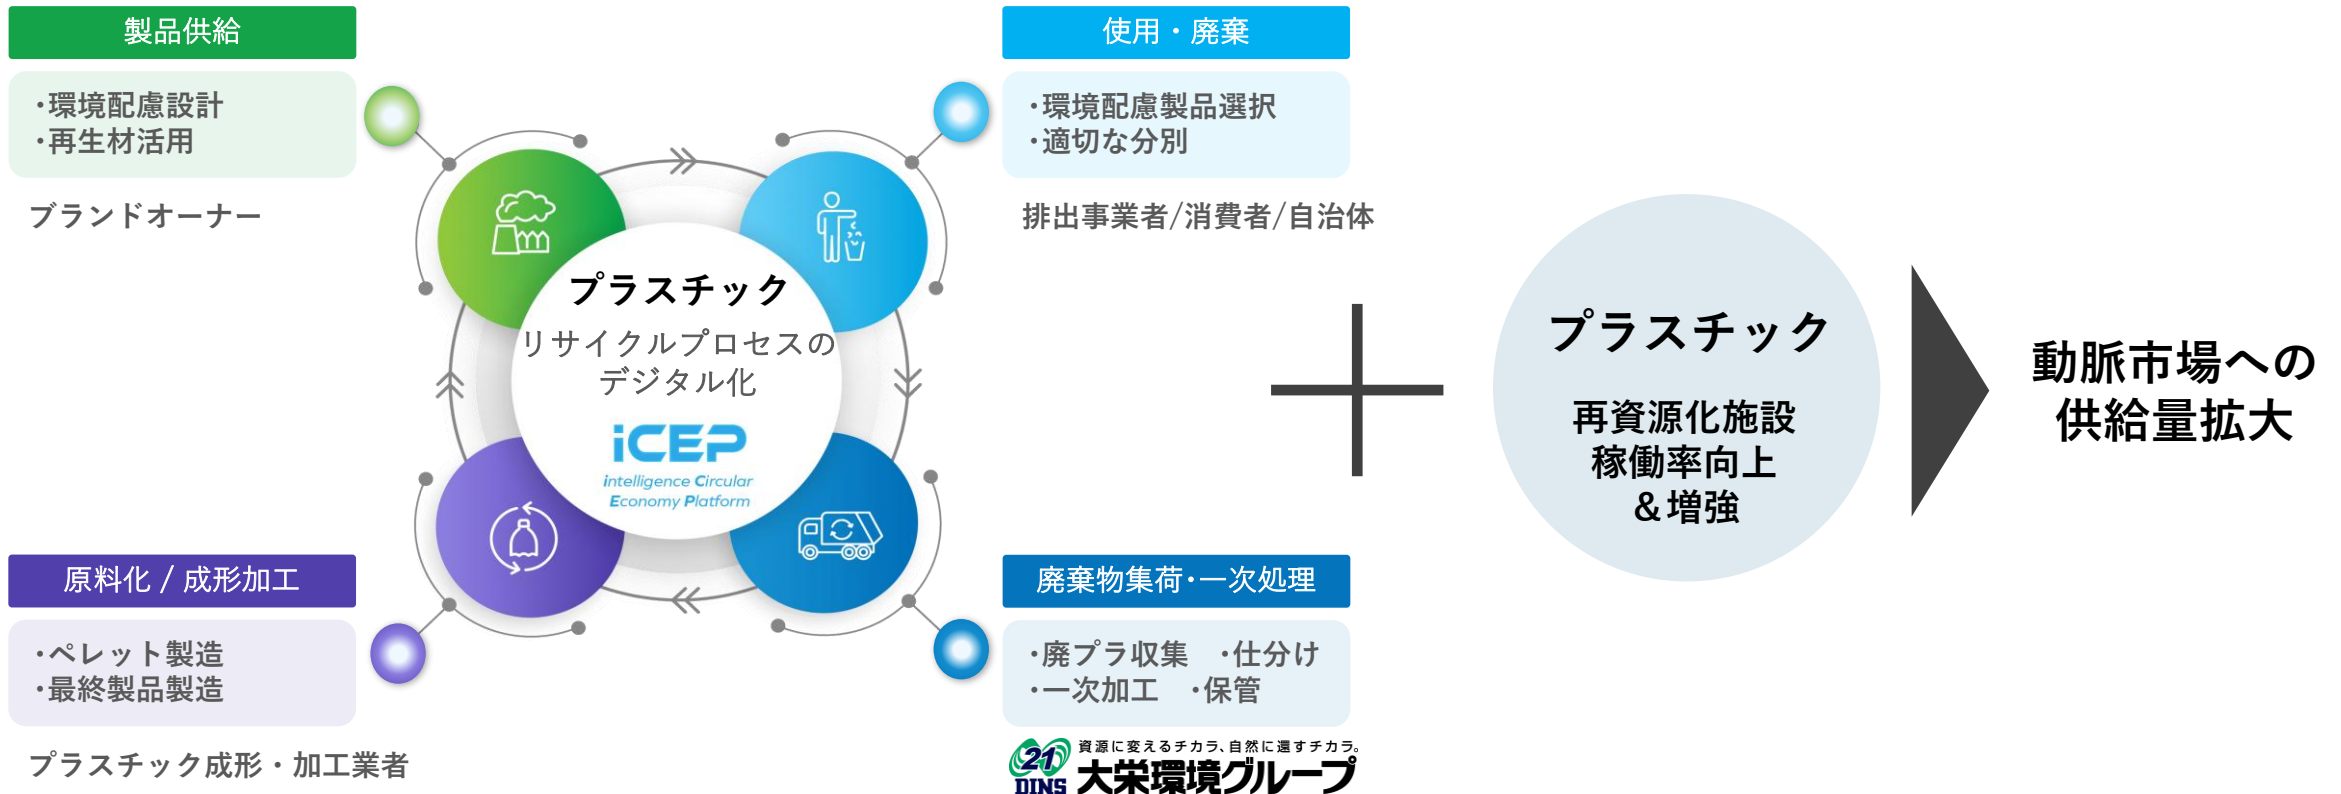 製品供給
・環境配慮設計
・再生材活用
ブランドオーナー
使用・廃棄
・環境配慮製品選択
・適切な分別
排出事業者/消費者/自治体
プラスチック
リサイクルプロセスの
デジタル化
iCEP
intelligence Circular
Economy Platform
原料化 / 成形加工
・ペレット製造
・最終製品製造
プラスチック成形・加工業者
廃棄物集荷・一次処理
・廃プラ収集 ・仕分け
・一次加工 ・保管
21
DINS
資源に変えるチカラ、自然に還すチカラ。
大栄環境グループ
プラスチック
再資源化施設
稼働率向上
＆増強
動脈市場への
供給量拡大